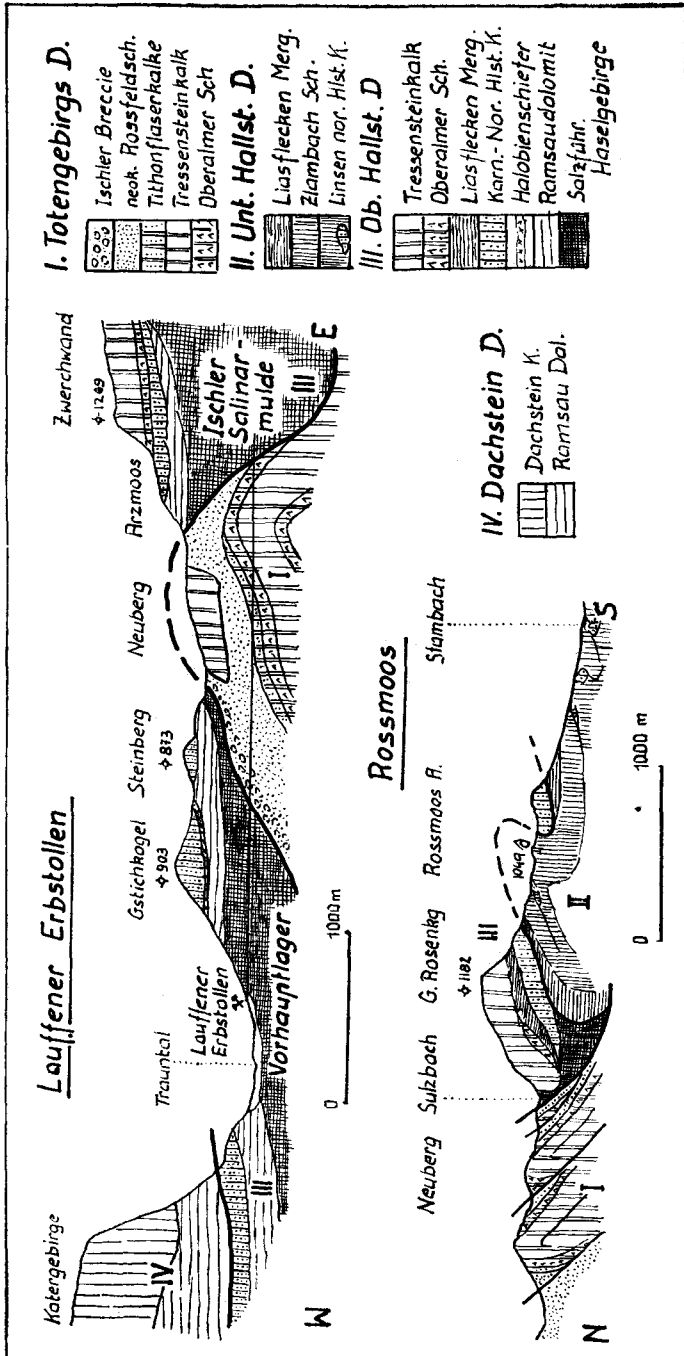 Lauffener Erbstollen
Katergebirge
Trauntal
Gstichkogel
⌖ 903
Steinberg
⌖ 873
Neuberg
Arzmoos
Zwerchwand
⌖ 1249
Lauffener
Erbstollen
IV
III
Vorhauptlager
I
Ischler
Salinar-
mulde
III
W
E
0
1000 m
I. Totengebirgs D.
Ischler Breccie
neok. Rossfeldsch.
Tithonflaserkalke
Tressensteinkalk
Oberalmer Sch
II. Unt. Hallst. D.
Liasflecken Merg.
Zlambach Sch.
Linsen nor. Hlst. K.
III. Ob. Hallst. D
Tressensteinkalk
Oberalmer Sch.
Liasflecken Merg.
Karn.- Nor. Hlst. K.
Halobienschiefer
Ramsaudolomit
Salzführ.
Haselgebirge
Rossmoos
Neuberg
Sulzbach
G. Rosenkg
⌖ 1182
III
Rossmoos A.
1049
Stambach
I
II
N
S
0
1000 m
IV. Dachstein D.
Dachstein K.
Ramsau Dol.